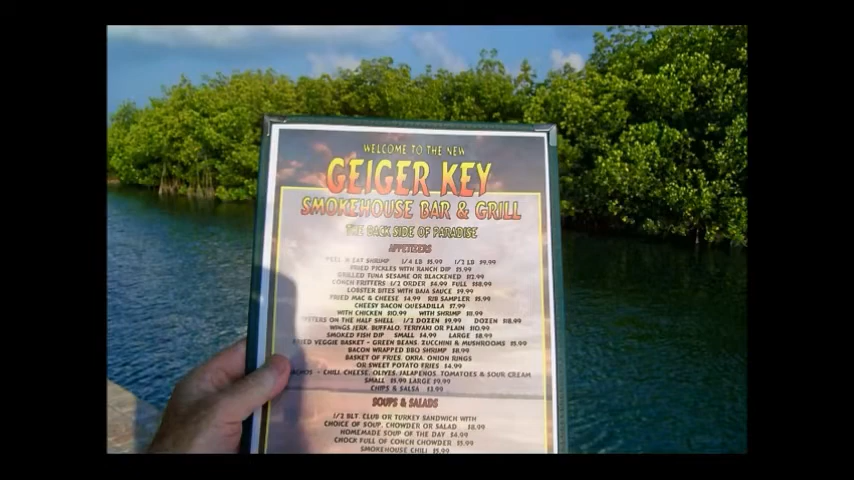 WELCOME TO THE NEW
GEIGER KEY
SMOKEHOUSE BAR & GRILL
THE BACK SIDE OF PARADISE
APPETIZERS
PEEL N EAT SHRIMP 1/4 LB $5.99 1/2 LB $9.99
FRIED PICKLES WITH RANCH DIP $5.99
GRILLED TUNA SESAME OR BLACKENED $12.99
CONCH FRITTERS 1/2 ORDER $6.99 FULL $10.99
LOBSTER BITES WITH BAJA SAUCE $9.99
FRIED MAC & CHEESE $4.99 RIB SAMPLER $5.99
CHEESY BACON QUESADILLA $7.99
WITH CHICKEN $10.99 WITH SHRIMP $11.99
OYSTERS ON THE HALF SHELL 1/2 DOZEN $9.99 DOZEN $18.99
WINGS JERK, BUFFALO, TERIYAKI OR PLAIN $10.99
SMOKED FISH DIP SMALL $4.99 LARGE $8.99
FRIED VEGGIE BASKET - GREEN BEANS, ZUCCHINI & MUSHROOMS $5.99
BACON WRAPPED BBQ SHRIMP $8.99
BASKET OF FRIES, OKRA, ONION RINGS
OR SWEET POTATO FRIES $4.99
NACHOS - CHILI, CHEESE, OLIVES, JALAPENOS, TOMATOES & SOUR CREAM
SMALL $5.99 LARGE $9.99
CHIPS & SALSA $3.99
SOUPS & SALADS
1/2 BLT, CLUB OR TURKEY SANDWICH WITH
CHOICE OF SOUP, CHOWDER OR SALAD $8.99
HOMEMADE SOUP OF THE DAY $4.99
CHOCK FULL OF CONCH CHOWDER $5.99
SMOKEHOUSE CHILI $5.99